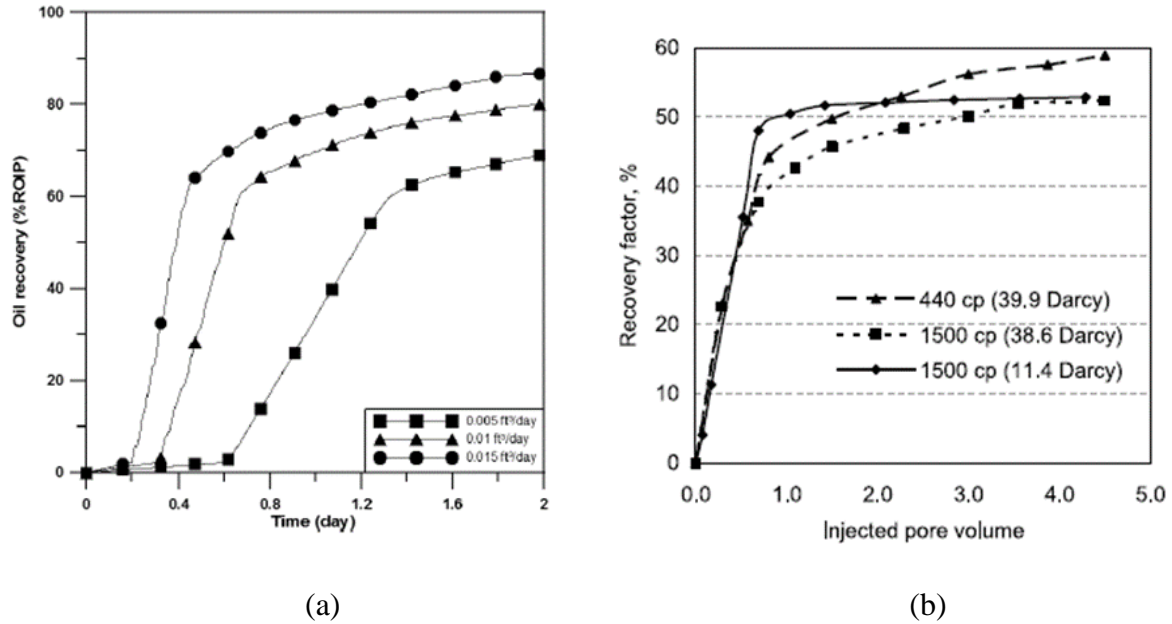 100
80
60
40
20
0
Oil recovery (%ROIP)
0.005 ft³/day
0.01 ft³/day
0.015 ft³/day
0
0.4
0.8
1.2
1.6
2
Time (day)
(a)
b)
60
50
40
30
20
10
0
Recovery factor, %
440 cp (39.9 Darcy)
1500 cp (38.6 Darcy)
1500 cp (11.4 Darcy)
0.0
1.0
2.0
3.0
4.0
5.0
Injected pore volume
(b)